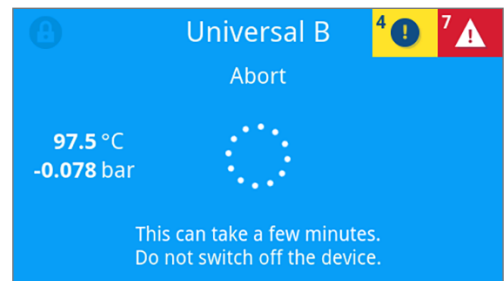 Universal B
4 !
7 !
Abort
97.5 °C
-0.078 bar
This can take a few minutes.
Do not switch off the device.